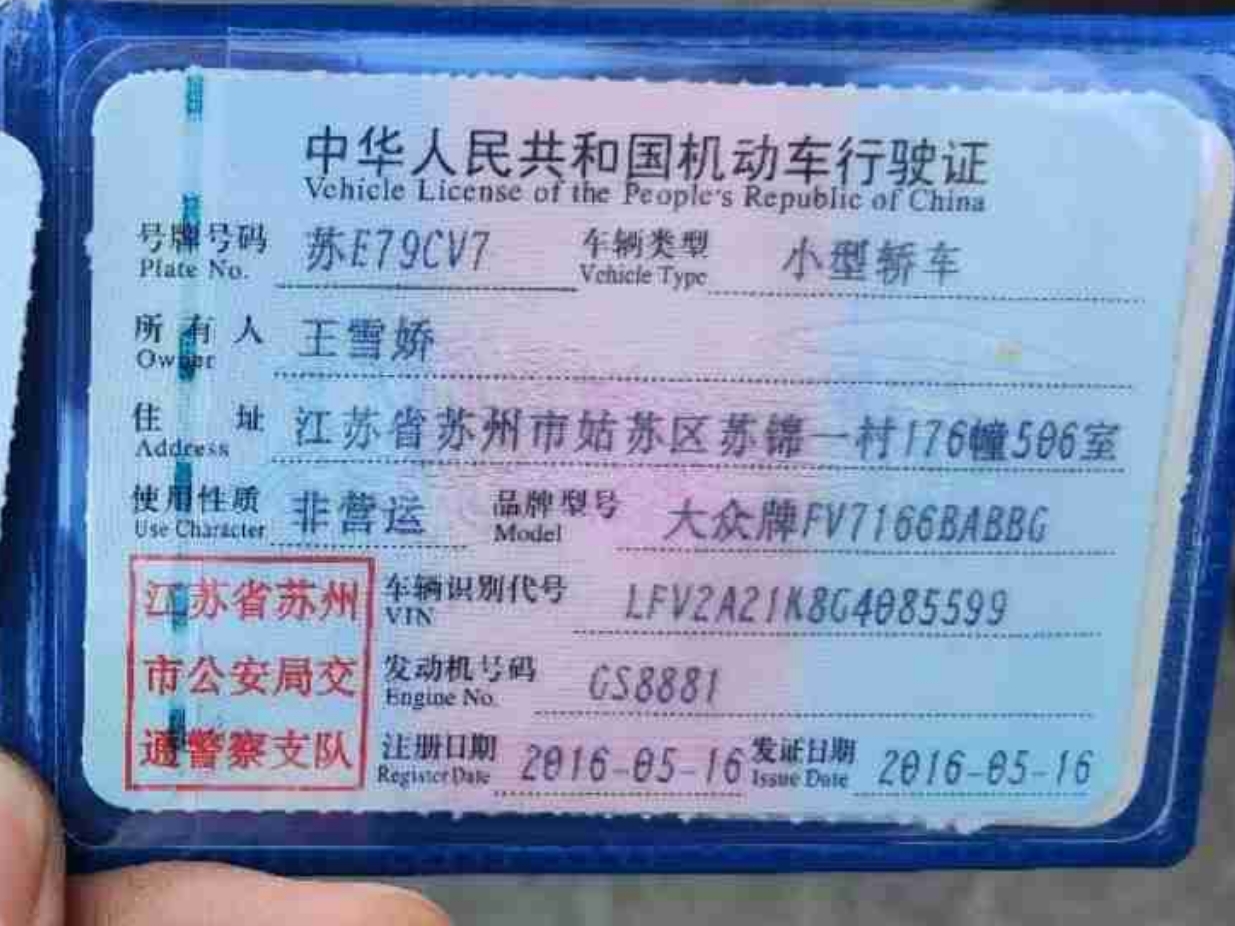 中华人民共和国机动车行驶证
Vehicle License of the People's Republic of China
号牌号码 苏E79CV7 车辆类型 小型轿车
Plate No. Vehicle Type
所有人 王雪娇
Owner
住址 江苏省苏州市姑苏区苏锦一村176幢506室
Address
使用性质 非营运 品牌型号 大众牌FV7166BABBG
Use Character Model
江苏省苏州
市公安局交
通警察支队
车辆识别代号 LFV2A21K8G4085599
VIN
发动机号码 GS8881
Engine No.
注册日期 2016-05-16 发证日期 2016-05-16
Register Date Issue Date